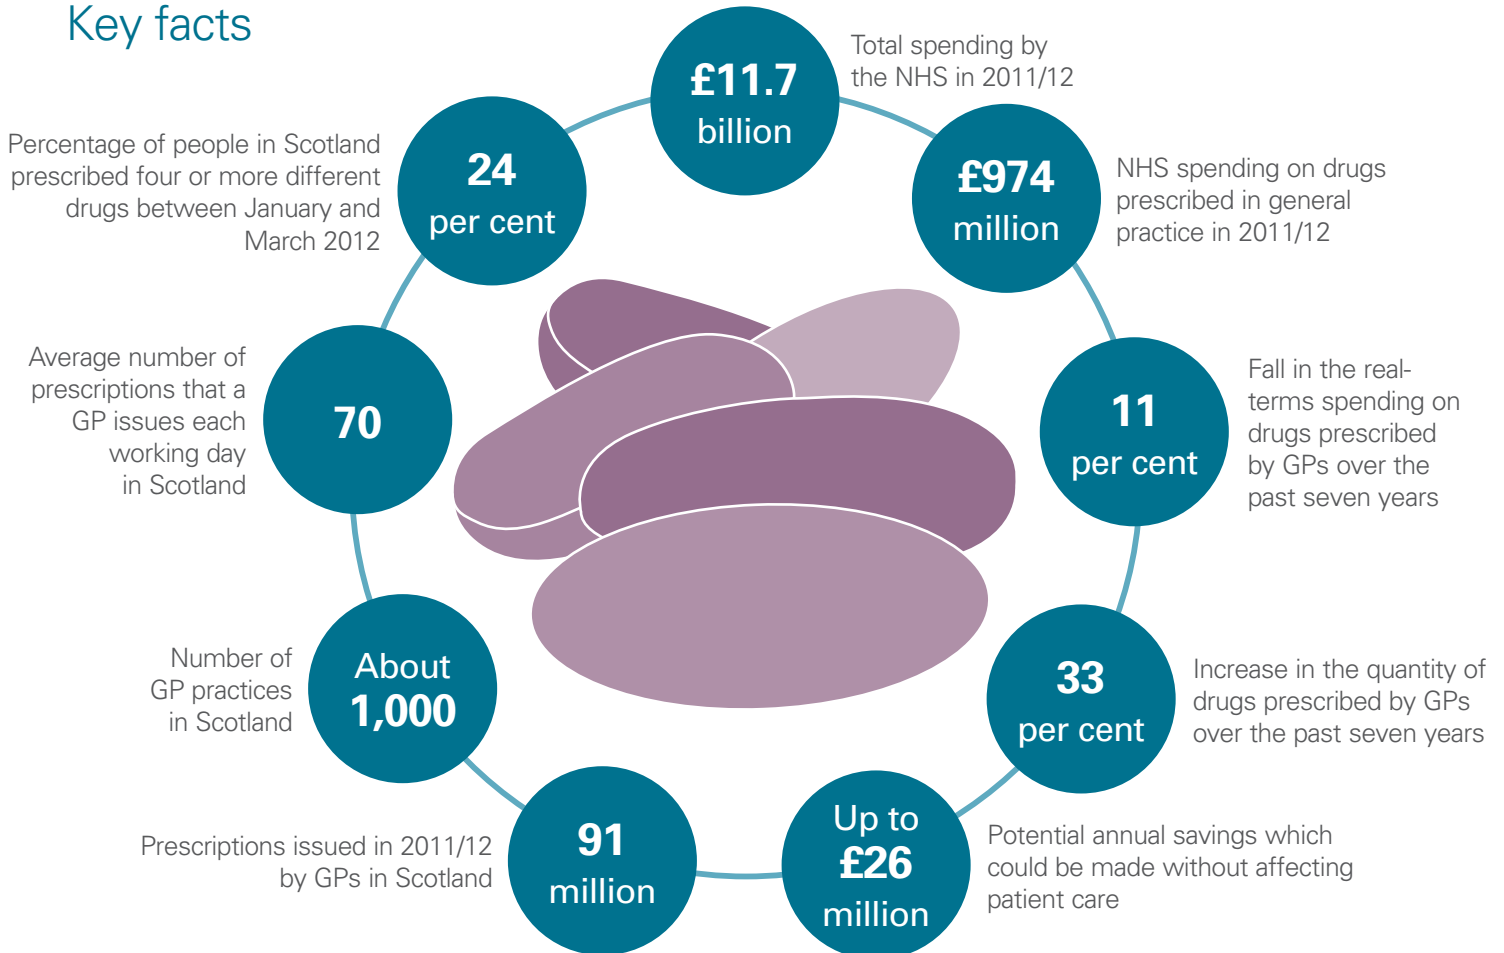 Key facts
£11.7
billion
Total spending by
the NHS in 2011/12
£974
million
NHS spending on drugs
prescribed in general
practice in 2011/12
11
per cent
Fall in the real-
terms spending on
drugs prescribed
by GPs over the
past seven years
33
per cent
Increase in the quantity of
drugs prescribed by GPs
over the past seven years
Up to
£26
million
Potential annual savings which
could be made without affecting
patient care
91
million
Prescriptions issued in 2011/12
by GPs in Scotland
About
1,000
Number of
GP practices
in Scotland
70
Average number of
prescriptions that a
GP issues each
working day
in Scotland
24
per cent
Percentage of people in Scotland
prescribed four or more different
drugs between January and
March 2012